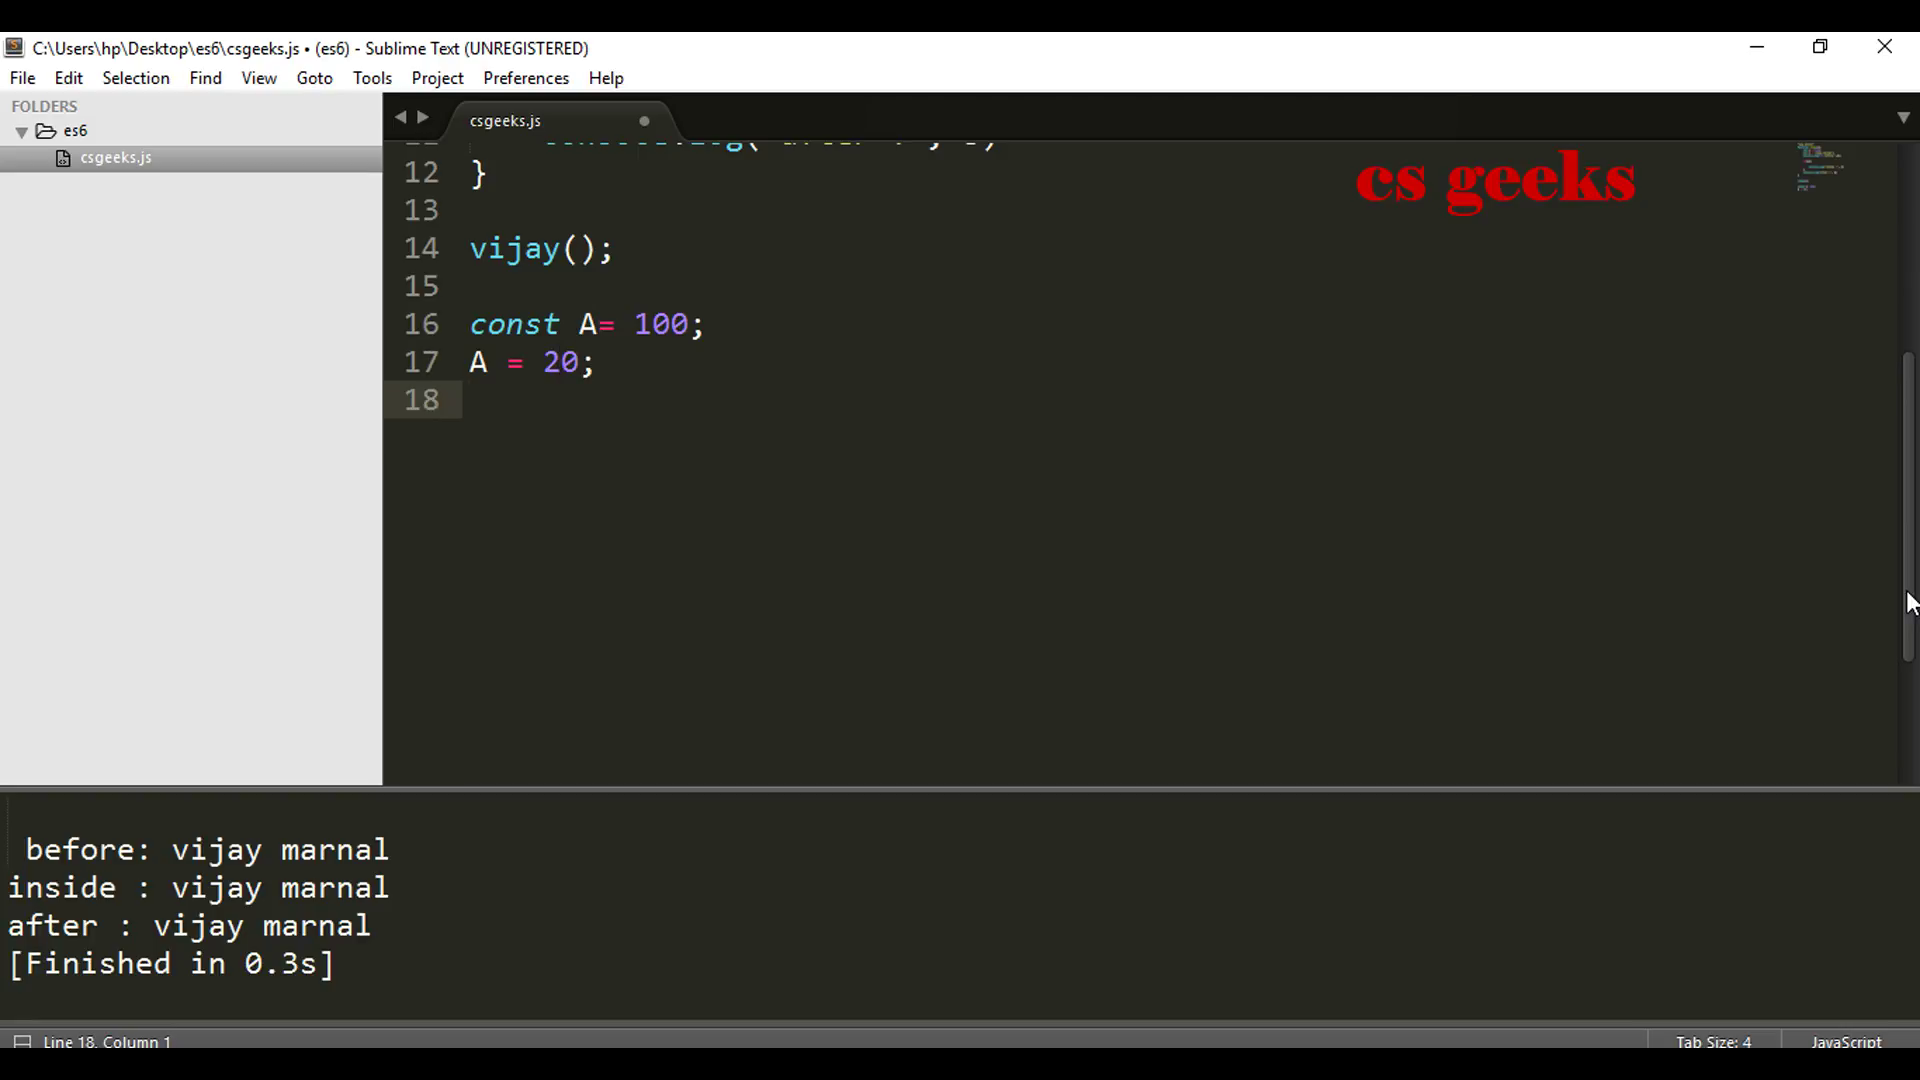 C:\Users\hp\Desktop\es6\csgeeks.js • (es6) - Sublime Text (UNREGISTERED)
File Edit Selection Find View Goto Tools Project Preferences Help
FOLDERS
es6
csgeeks.js
csgeeks.js
cs geeks
12 }
13
14 vijay();
15
16 const A= 100;
17 A = 20;
18
before: vijay marnal
inside : vijay marnal
after : vijay marnal
[Finished in 0.3s]
Line 18, Column 1
Tab Size: 4
JavaScript